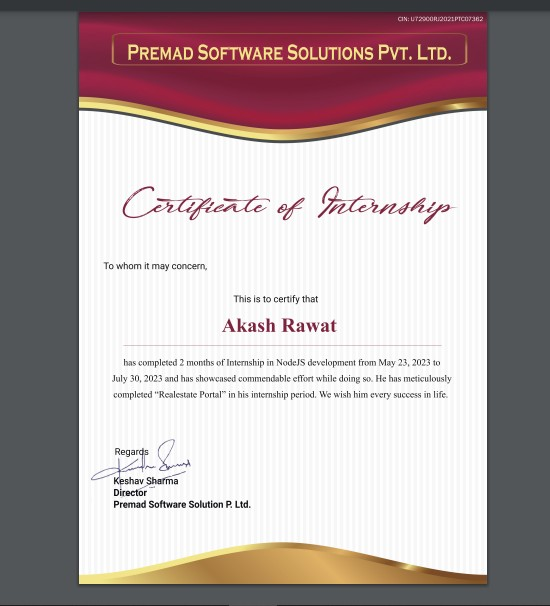 CIN: U72900RJ2021PTC07362
PREMAD SOFTWARE SOLUTIONS PVT. LTD.
Certificate of Internship
To whom it may concern,
This is to certify that
Akash Rawat
has completed 2 months of Internship in NodeJS development from May 23, 2023 to
July 30, 2023 and has showcased commendable effort while doing so. He has meticulously
completed “Realestate Portal” in his internship period. We wish him every success in life.
Regards
Keshav Sharma
Director
Premad Software Solution P. Ltd.